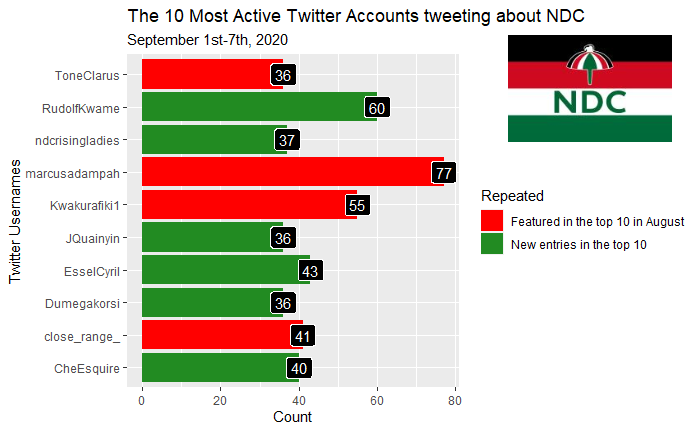 The 10 Most Active Twitter Accounts tweeting about NDC
September 1st-7th, 2020
NDC
Twitter Usernames
ToneClarus 36
RudolfKwame 60
ndcrisingladies 37
marcusadampah 77
Kwakurafiki1 55
JQuainyin 36
EsselCyril 43
Dumegakorsi 36
close_range_ 41
CheEsquire 40
0 20 40 60 80
Count
Repeated
Featured in the top 10 in August
New entries in the top 10